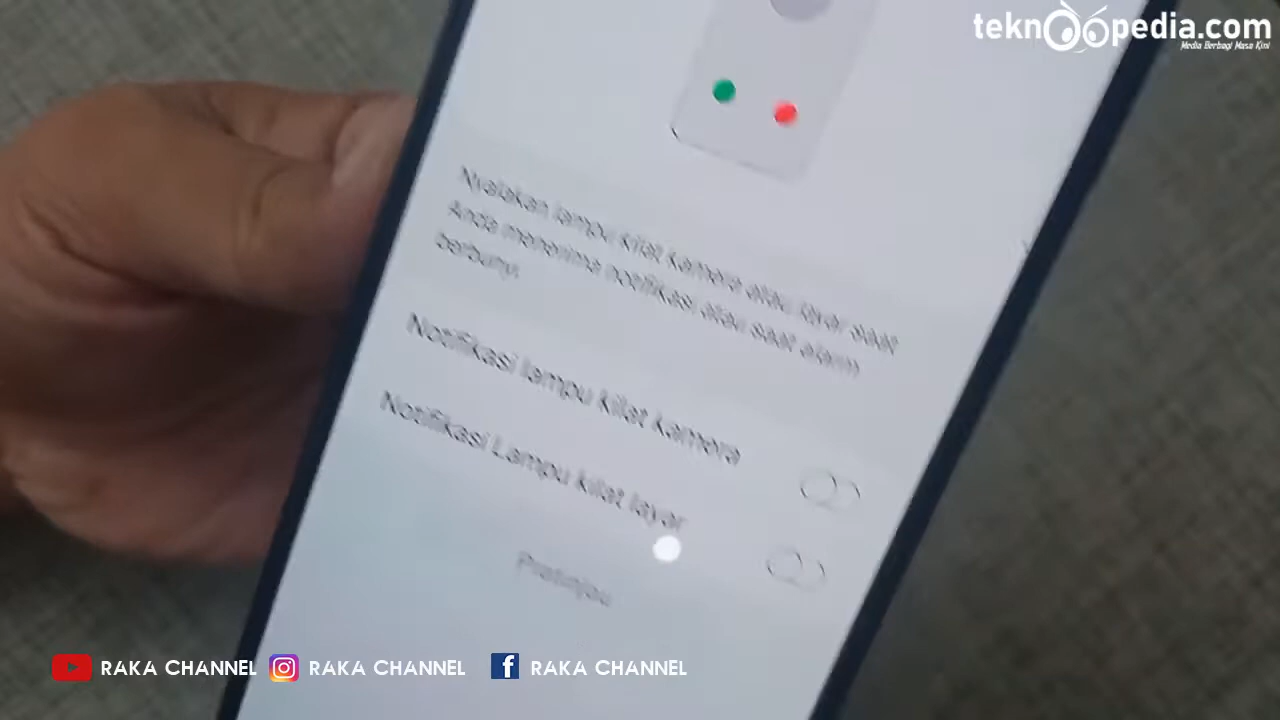 teknoopedia.com
Media Berbagi Masa Kini
Nyalakan lampu kilat kamera atau layar saat
Anda menerima notifikasi atau saat alarm
berbunyi.
Notifikasi lampu kilat kamera
Notifikasi Lampu kilat layar
Pratinjau
RAKA CHANNEL
RAKA CHANNEL
RAKA CHANNEL